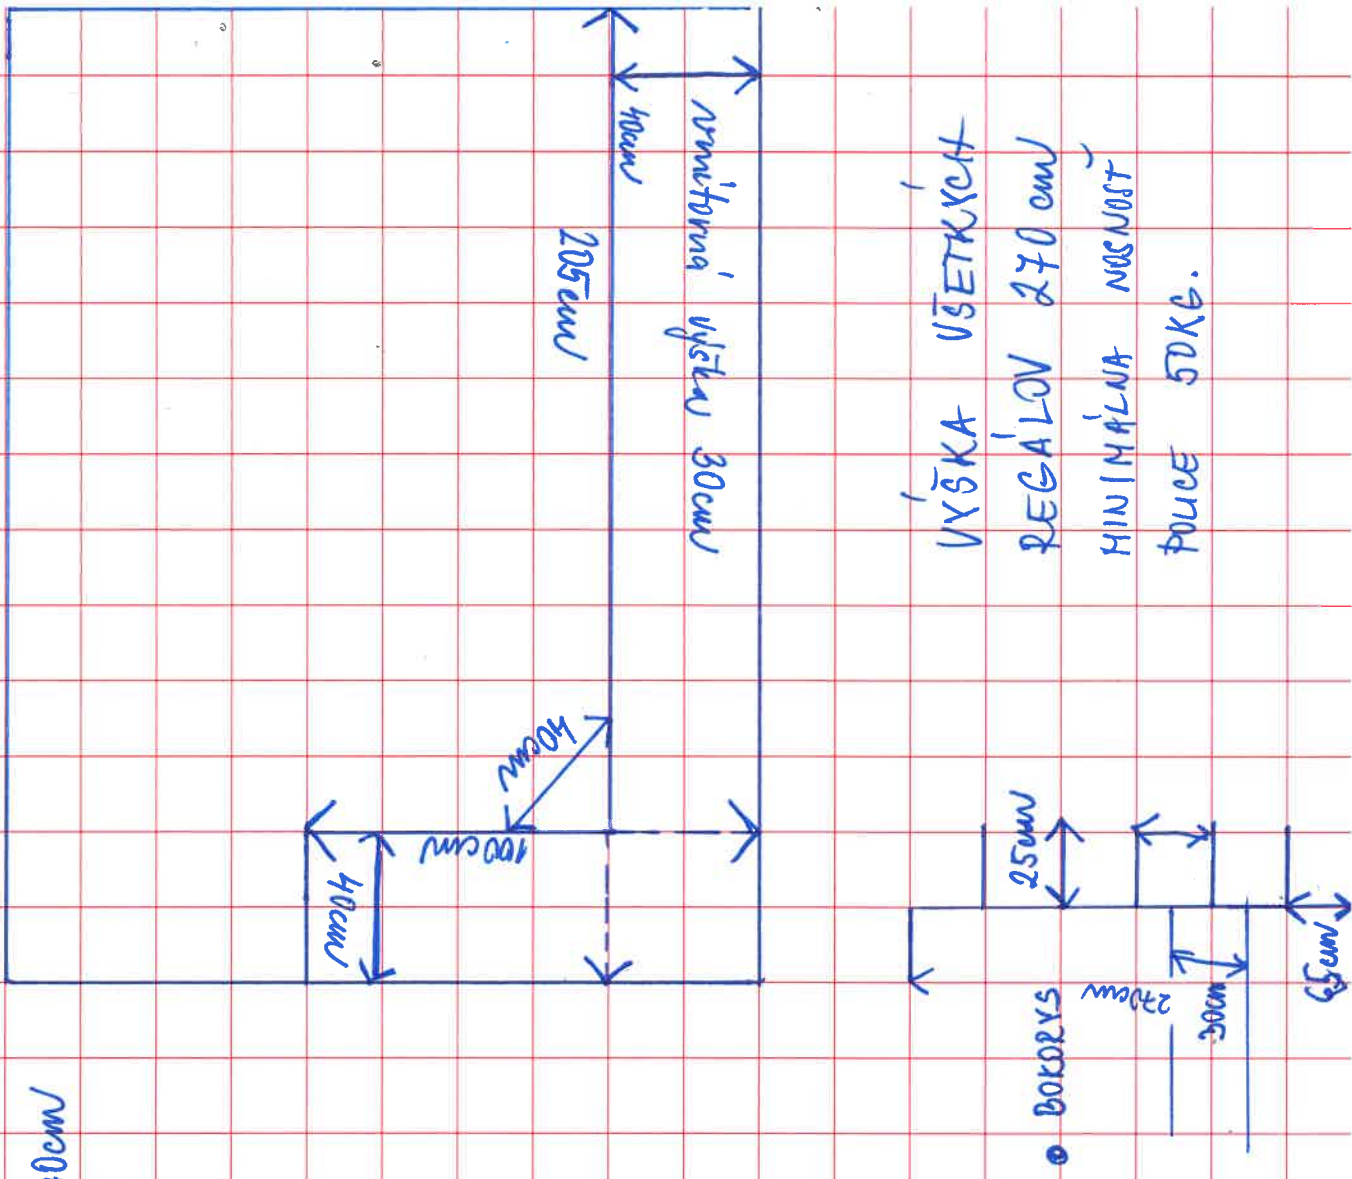 VÝŠKA VŠETKÝCH
REGÁLOV 270 cm
MINIMÁLNA NOSNOSŤ
POLICE 50KG.
vnútorná výška 30cm
40cm
205cm
40cm
100cm
40cm
25cm
65cm
30cm
270cm
• BOKORYS
0cm